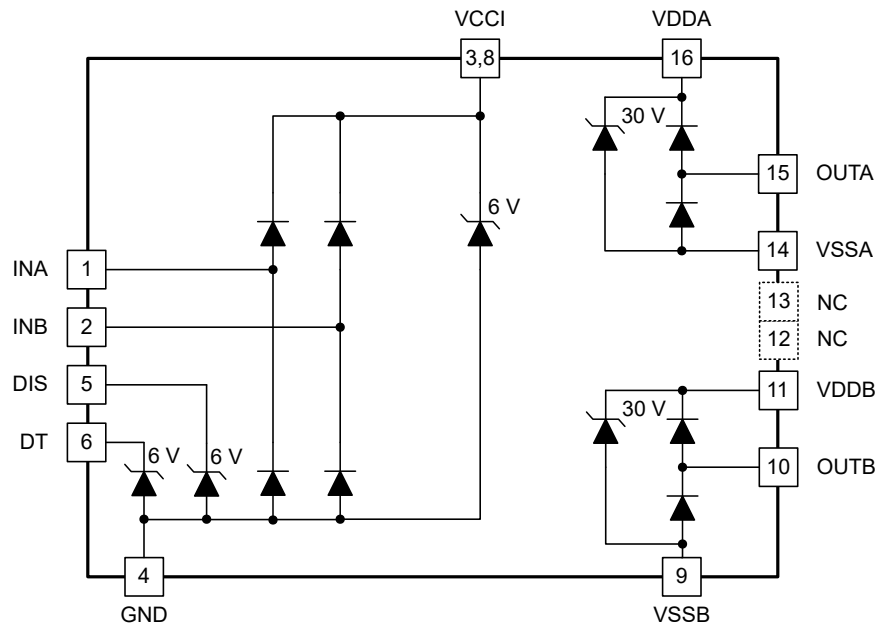 VCCI
VDDA
3,8
16
30 V
15
OUTA
6 V
14
VSSA
INA
1
13
NC
INB
2
12
NC
DIS
5
11
VDDB
30 V
DT
6
6 V
6 V
10
OUTB
4
9
GND
VSSB